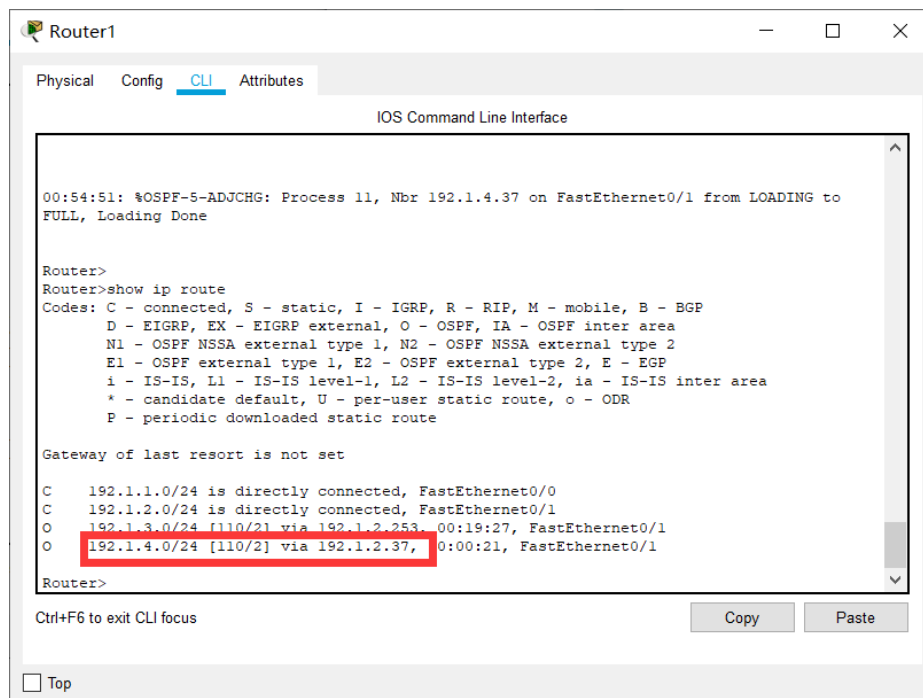 Router1
Physical Config CLI Attributes
IOS Command Line Interface
00:54:51: %OSPF-5-ADJCHG: Process 11, Nbr 192.1.4.37 on FastEthernet0/1 from LOADING to
FULL, Loading Done
Router>
Router>show ip route
Codes: C - connected, S - static, I - IGRP, R - RIP, M - mobile, B - BGP
D - EIGRP, EX - EIGRP external, O - OSPF, IA - OSPF inter area
N1 - OSPF NSSA external type 1, N2 - OSPF NSSA external type 2
E1 - OSPF external type 1, E2 - OSPF external type 2, E - EGP
i - IS-IS, L1 - IS-IS level-1, L2 - IS-IS level-2, ia - IS-IS inter area
* - candidate default, U - per-user static route, o - ODR
P - periodic downloaded static route
Gateway of last resort is not set
C 192.1.1.0/24 is directly connected, FastEthernet0/0
C 192.1.2.0/24 is directly connected, FastEthernet0/1
O 192.1.3.0/24 [110/2] via 192.1.2.253, 00:19:27, FastEthernet0/1
O 192.1.4.0/24 [110/2] via 192.1.2.37, 0:00:21, FastEthernet0/1
Router>
Ctrl+F6 to exit CLI focus
Copy Paste
Top